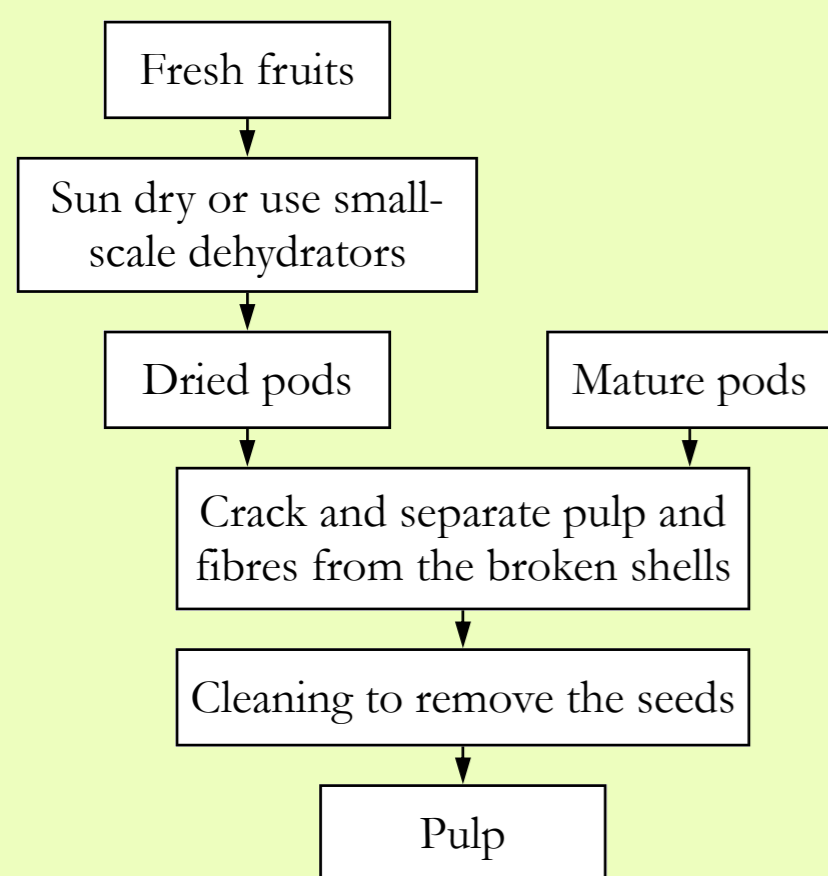 Fresh fruits
Sun dry or use small-
scale dehydrators
Dried pods
Mature pods
Crack and separate pulp and
fibres from the broken shells
Cleaning to remove the seeds
Pulp